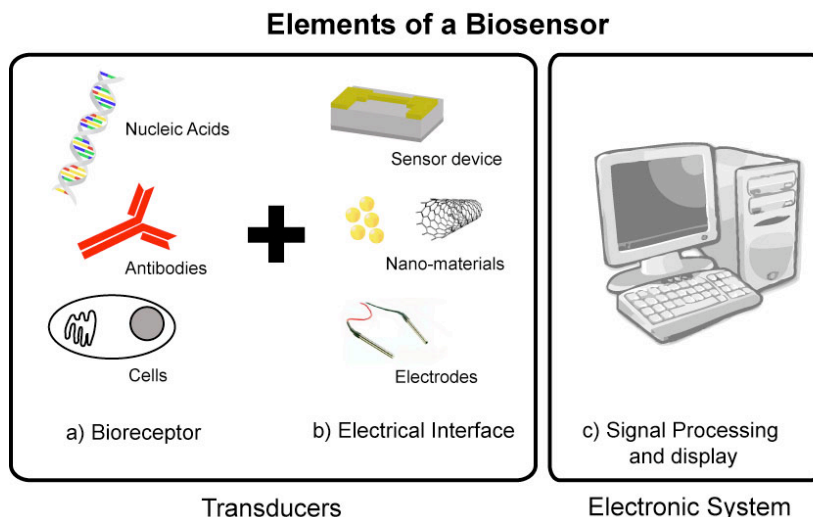 Elements of a Biosensor
Nucleic Acids
Antibodies
Cells
a) Bioreceptor
Sensor device
Nano-materials
Electrodes
b) Electrical Interface
c) Signal Processing
and display
Transducers
Electronic System